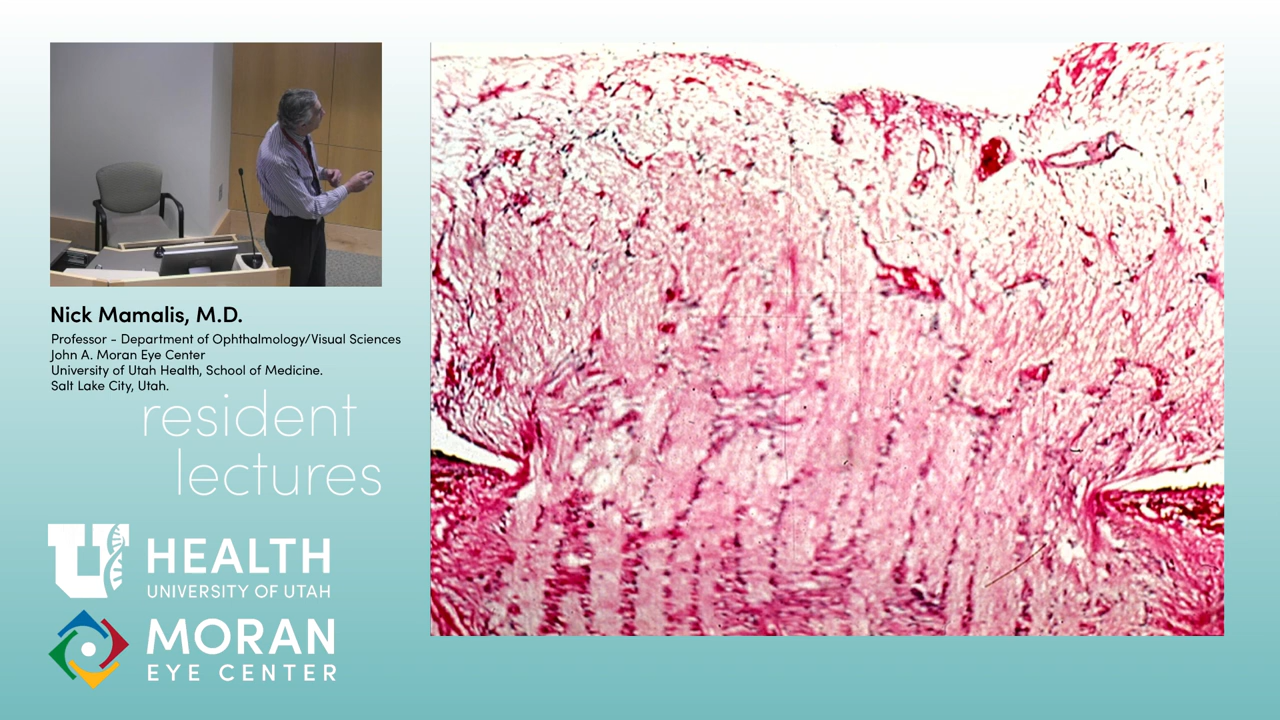 Nick Mamalis, M.D.
Professor - Department of Ophthalmology/Visual Sciences
John A. Moran Eye Center
University of Utah Health, School of Medicine.
Salt Lake City, Utah.
resident
lectures
U HEALTH
UNIVERSITY OF UTAH
MORAN
EYE CENTER